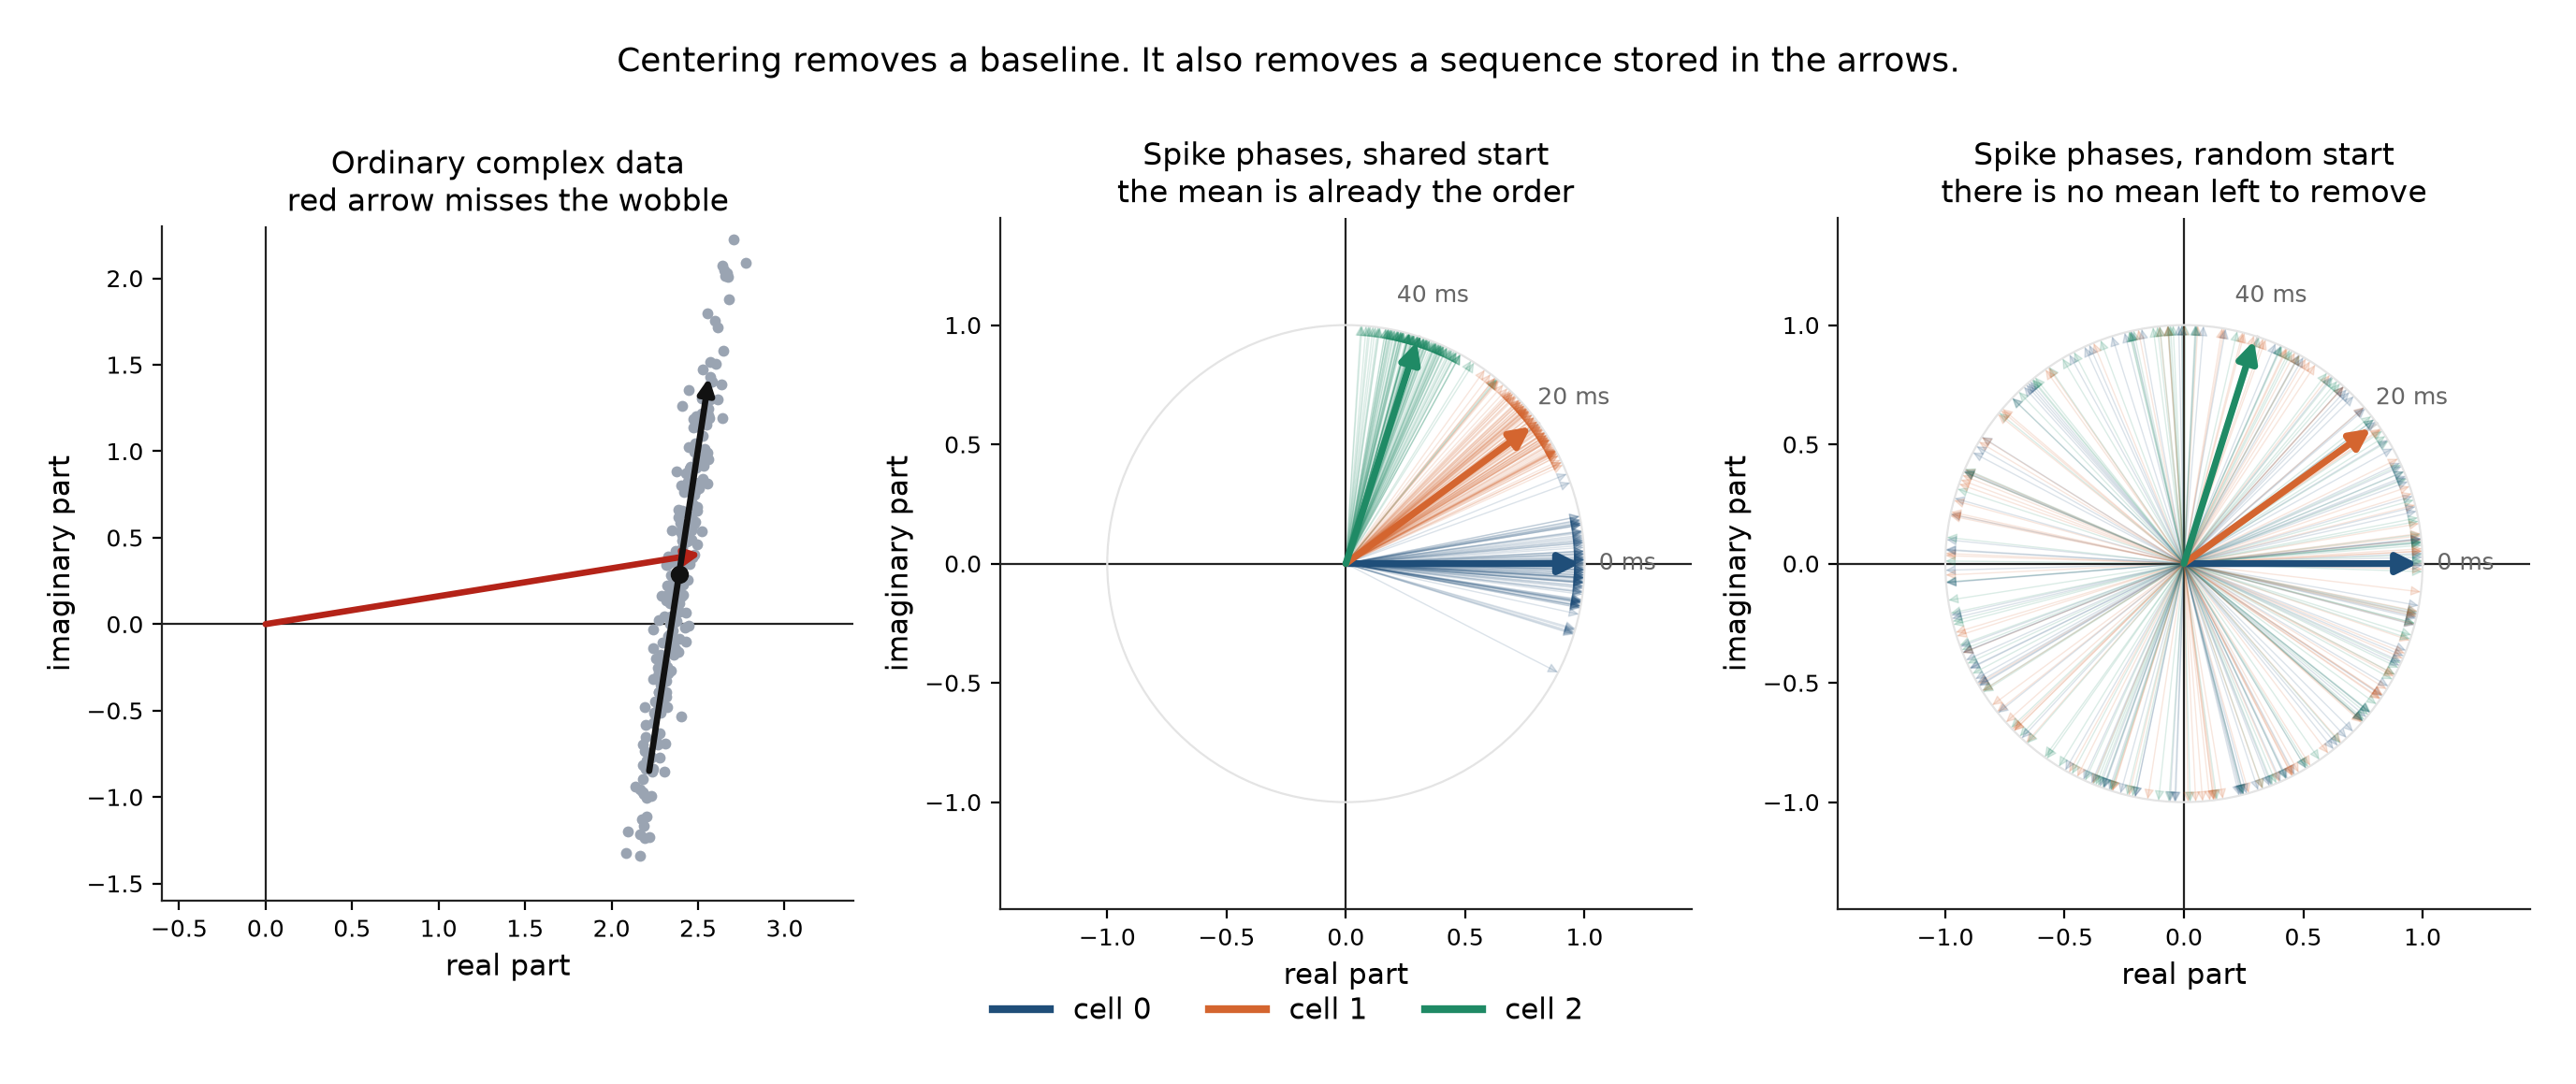 Centering removes a baseline. It also removes a sequence stored in the arrows.
Ordinary complex data
red arrow misses the wobble
imaginary part
2.0
1.5
1.0
0.5
0.0
−0.5
−1.0
−1.5
−0.5
0.0
0.5
1.0
1.5
2.0
2.5
3.0
real part
Spike phases, shared start
the mean is already the order
imaginary part
1.0
0.5
0.0
−0.5
−1.0
40 ms
20 ms
0 ms
−1.0
−0.5
0.0
0.5
1.0
real part
Spike phases, random start
there is no mean left to remove
imaginary part
1.0
0.5
0.0
−0.5
−1.0
40 ms
20 ms
0 ms
−1.0
−0.5
0.0
0.5
1.0
real part
cell 0
cell 1
cell 2